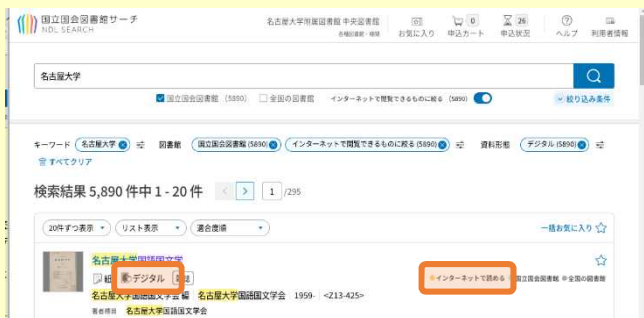 国立国会図書館サーチ
NDL SEARCH
名古屋大学附属図書館 中央図書館
お気に入り
0
申込カート
26
申込状況
ヘルプ
利用者情報
名古屋大学
国立国会図書館 (5890)
全国の図書館
インターネットで閲覧できるものに絞る (5890)
絞り込み条件
キーワード
名古屋大学
図書館
国立国会図書館 (5890)
インターネットで閲覧できるものに絞る (5890)
資料形態
デジタル (5890)
すべてクリア
検索結果 5,890 件中 1 - 20 件
< > 1 /295
20件ずつ表示
リスト表示
適合度順
一括お気に入り
名古屋大学国語国文学
紙
デジタル
インターネットで読める
国立国会図書館
全国の図書館
名古屋大学国語国文学会 編 名古屋大学国語国文学会 1959- <Z13-425>
著者標目 名古屋大学国語国文学会